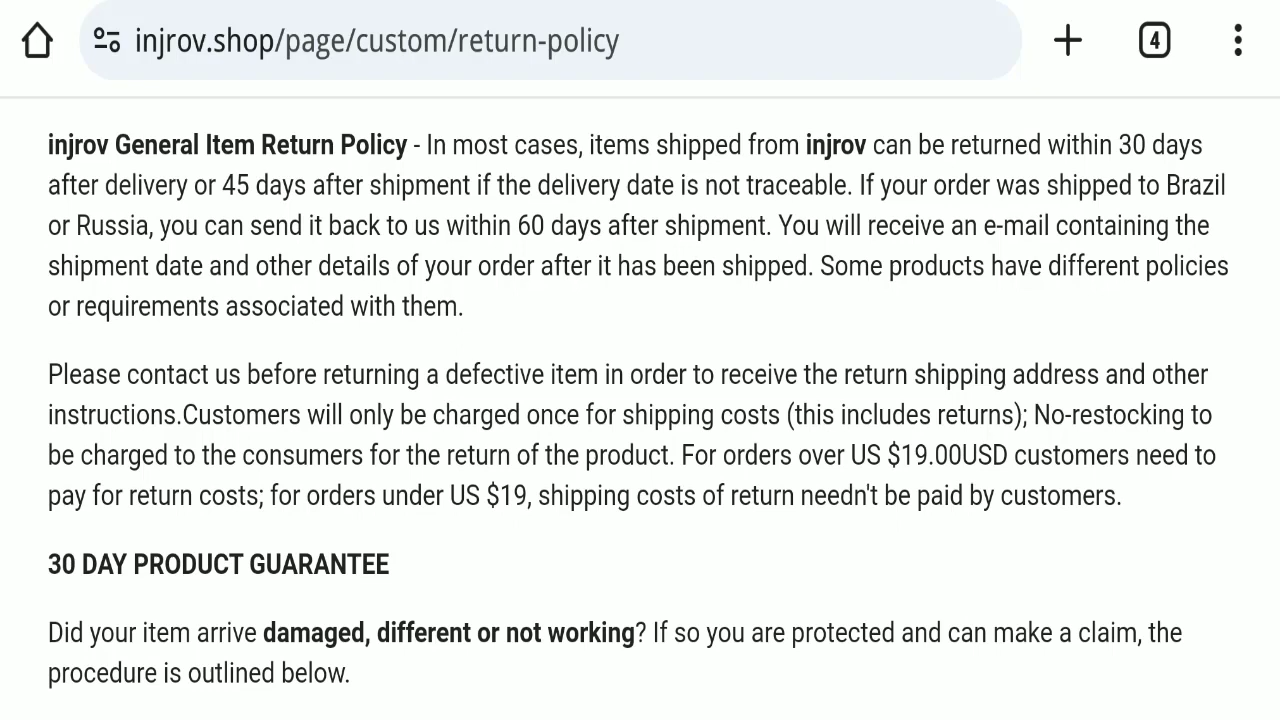 injrov.shop/page/custom/return-policy
4
injrov General Item Return Policy - In most cases, items shipped from injrov can be returned within 30 days
after delivery or 45 days after shipment if the delivery date is not traceable. If your order was shipped to Brazil
or Russia, you can send it back to us within 60 days after shipment. You will receive an e-mail containing the
shipment date and other details of your order after it has been shipped. Some products have different policies
or requirements associated with them.
Please contact us before returning a defective item in order to receive the return shipping address and other
instructions.Customers will only be charged once for shipping costs (this includes returns); No-restocking to
be charged to the consumers for the return of the product. For orders over US $19.00USD customers need to
pay for return costs; for orders under US $19, shipping costs of return needn't be paid by customers.
30 DAY PRODUCT GUARANTEE
Did your item arrive damaged, different or not working? If so you are protected and can make a claim, the
procedure is outlined below.